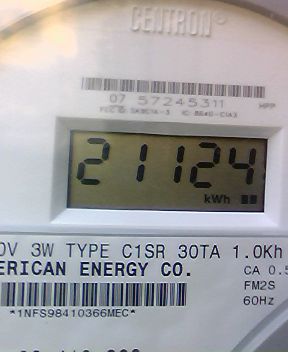 CENTRON®
07 57245311
HPP
21124
kWh
0V 3W TYPE C1SR 30TA 1.0Kh
ERICAN ENERGY CO.
CA 0.5
FM2S
60Hz
*1NFS98410366MEC*